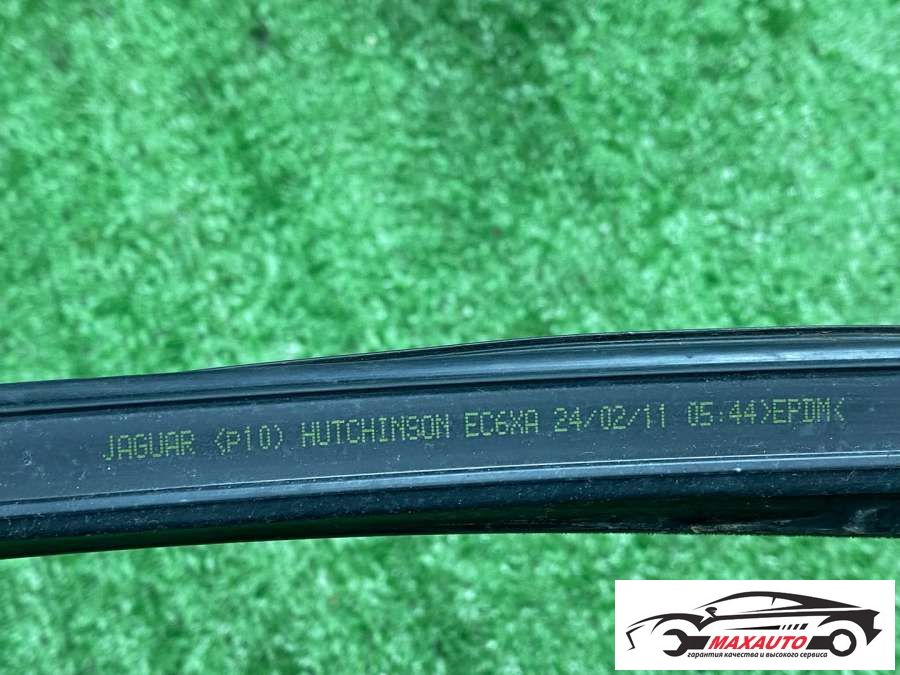 JAGUAR (P10) HUTCHINSON EC6XA 24/02/11 05:44>EPDM<
MAXAUTO
гарантия качества и высокого сервиса